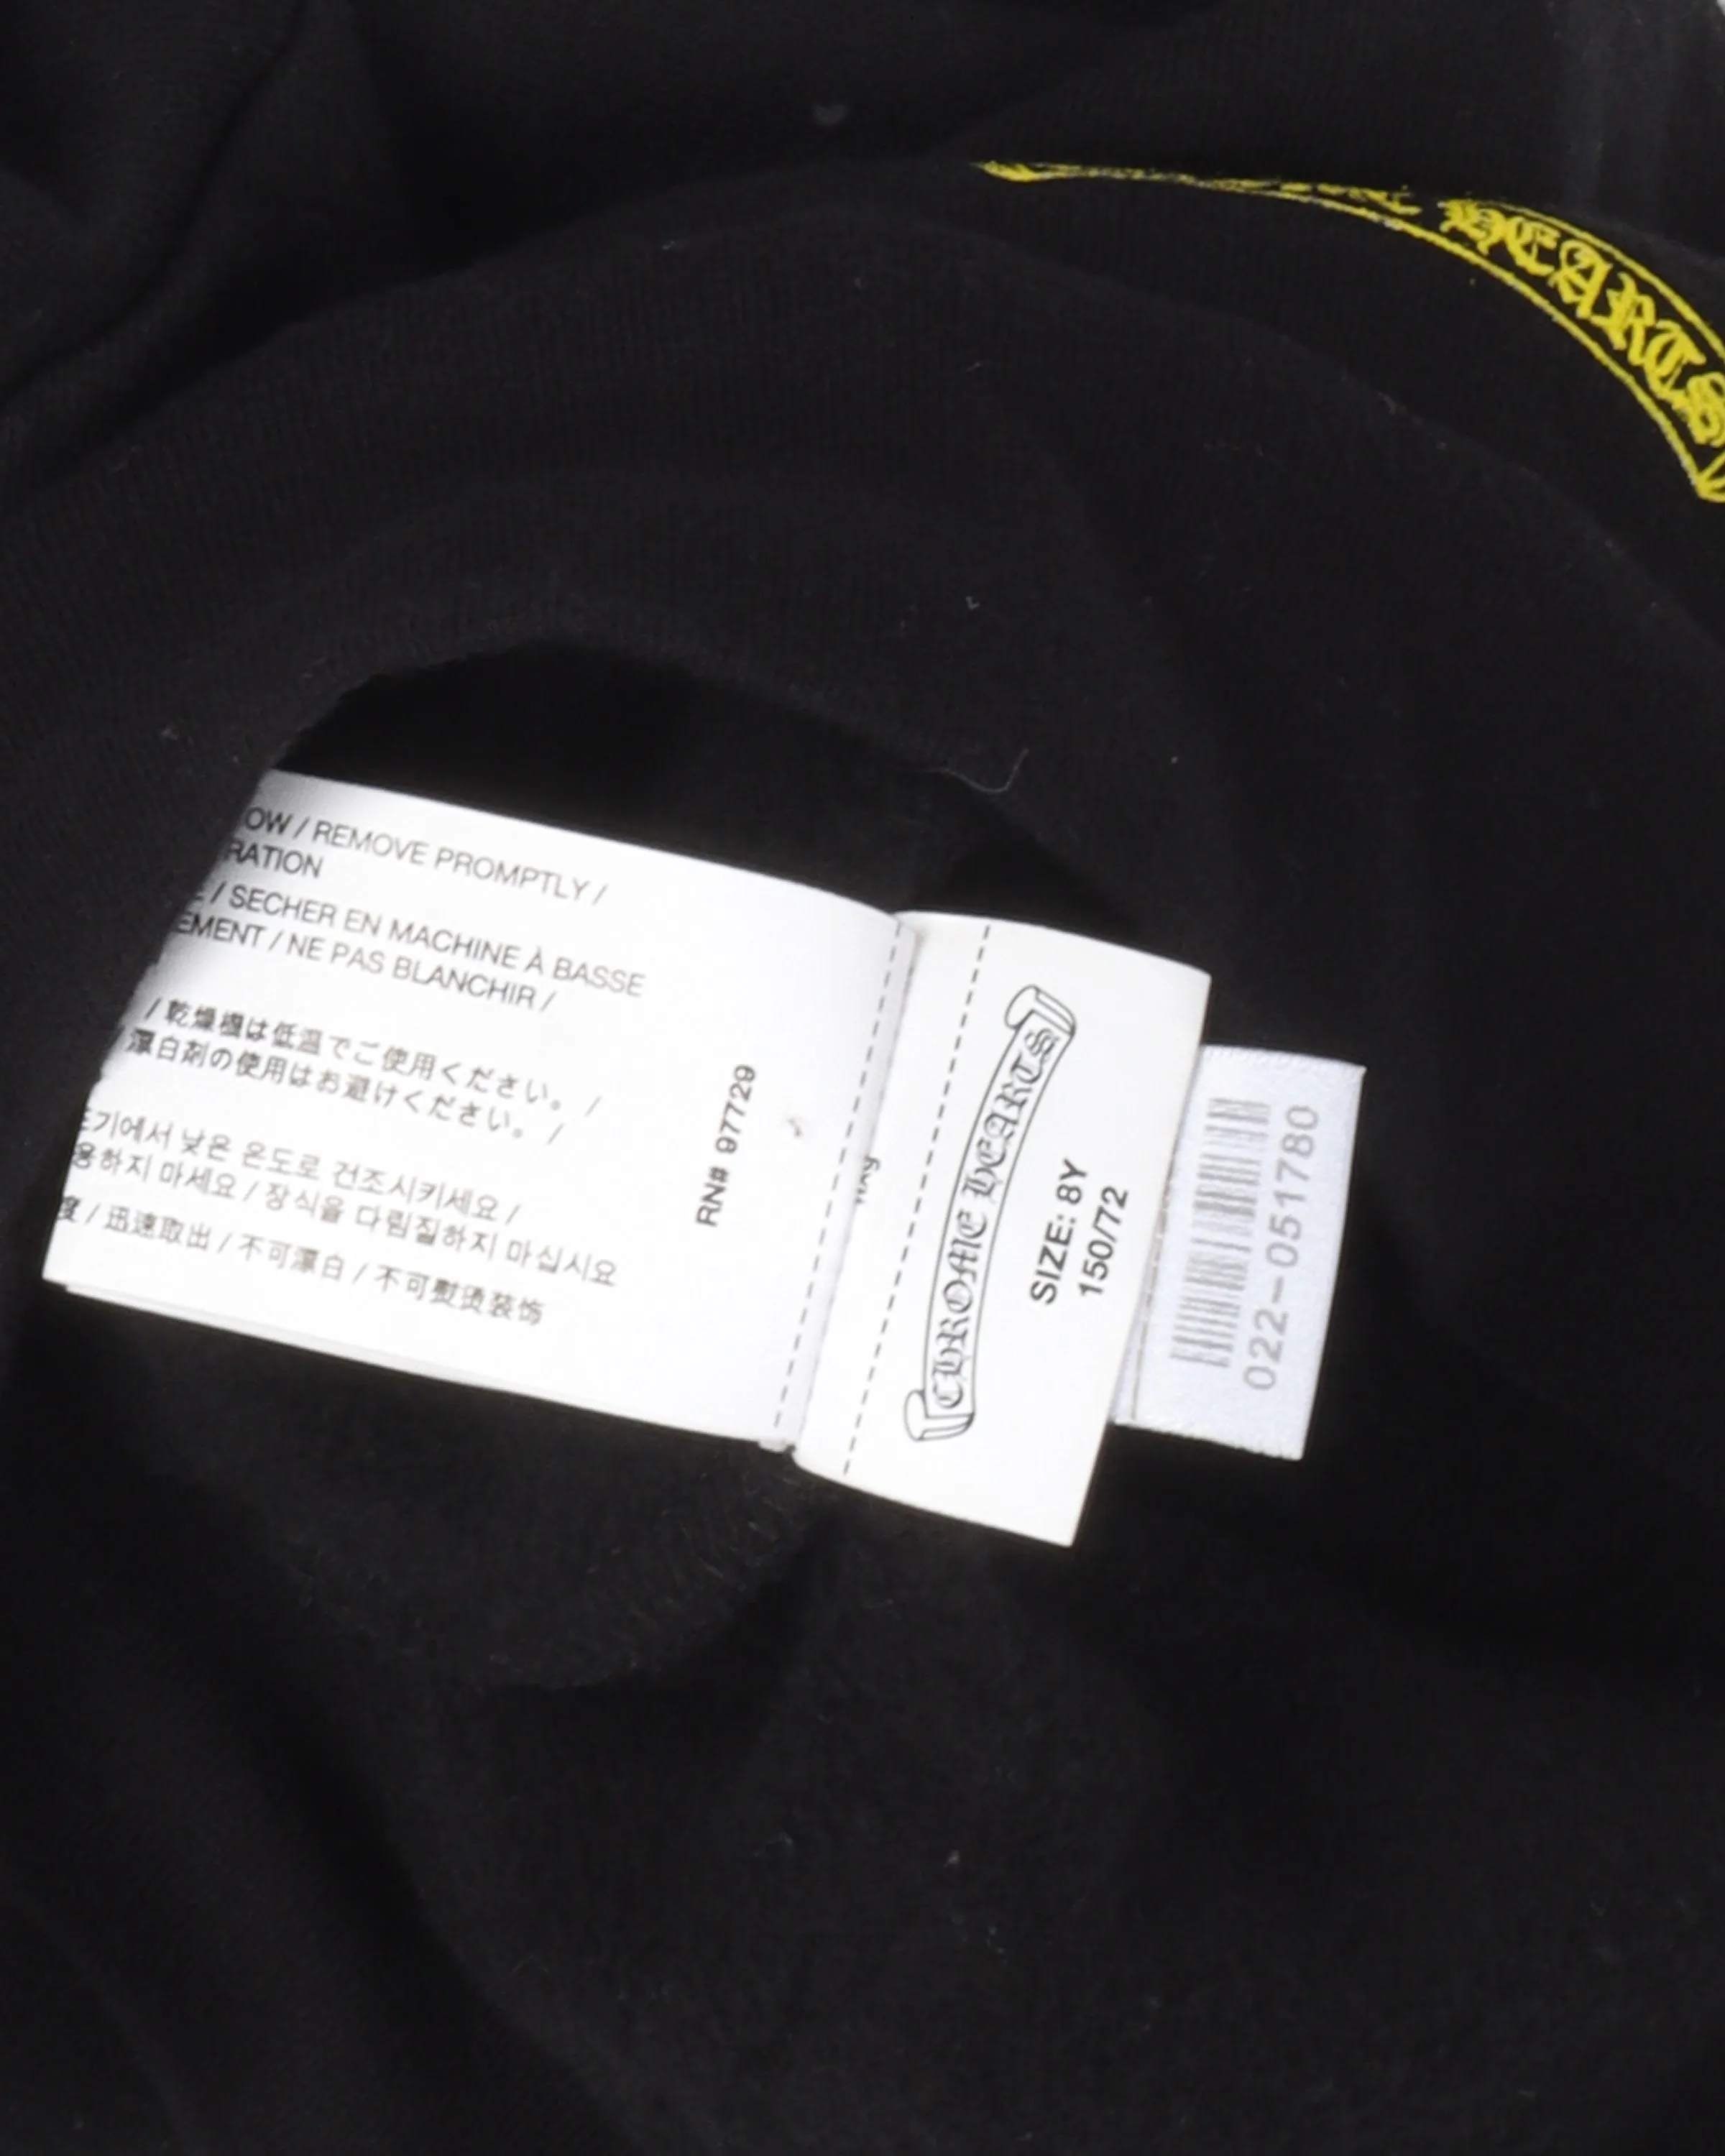 HEARTS
OW / REMOVE PROMPTLY /
RATION
E / SECHER EN MACHINE À BASSE
EMENT / NE PAS BLANCHIR /
/ 乾燥機は低温でご使用ください。 /
/ 漂白剤の使用はお避けください。 /
기에서 낮은 온도로 건조시키세요 /
용하지 마세요 / 장식을 다림질하지 마십시오
度 / 迅速取出 / 不可漂白 / 不可熨烫装饰
RN# 97729
CHROME HEARTS
SIZE: 8Y
150/72
022-051780